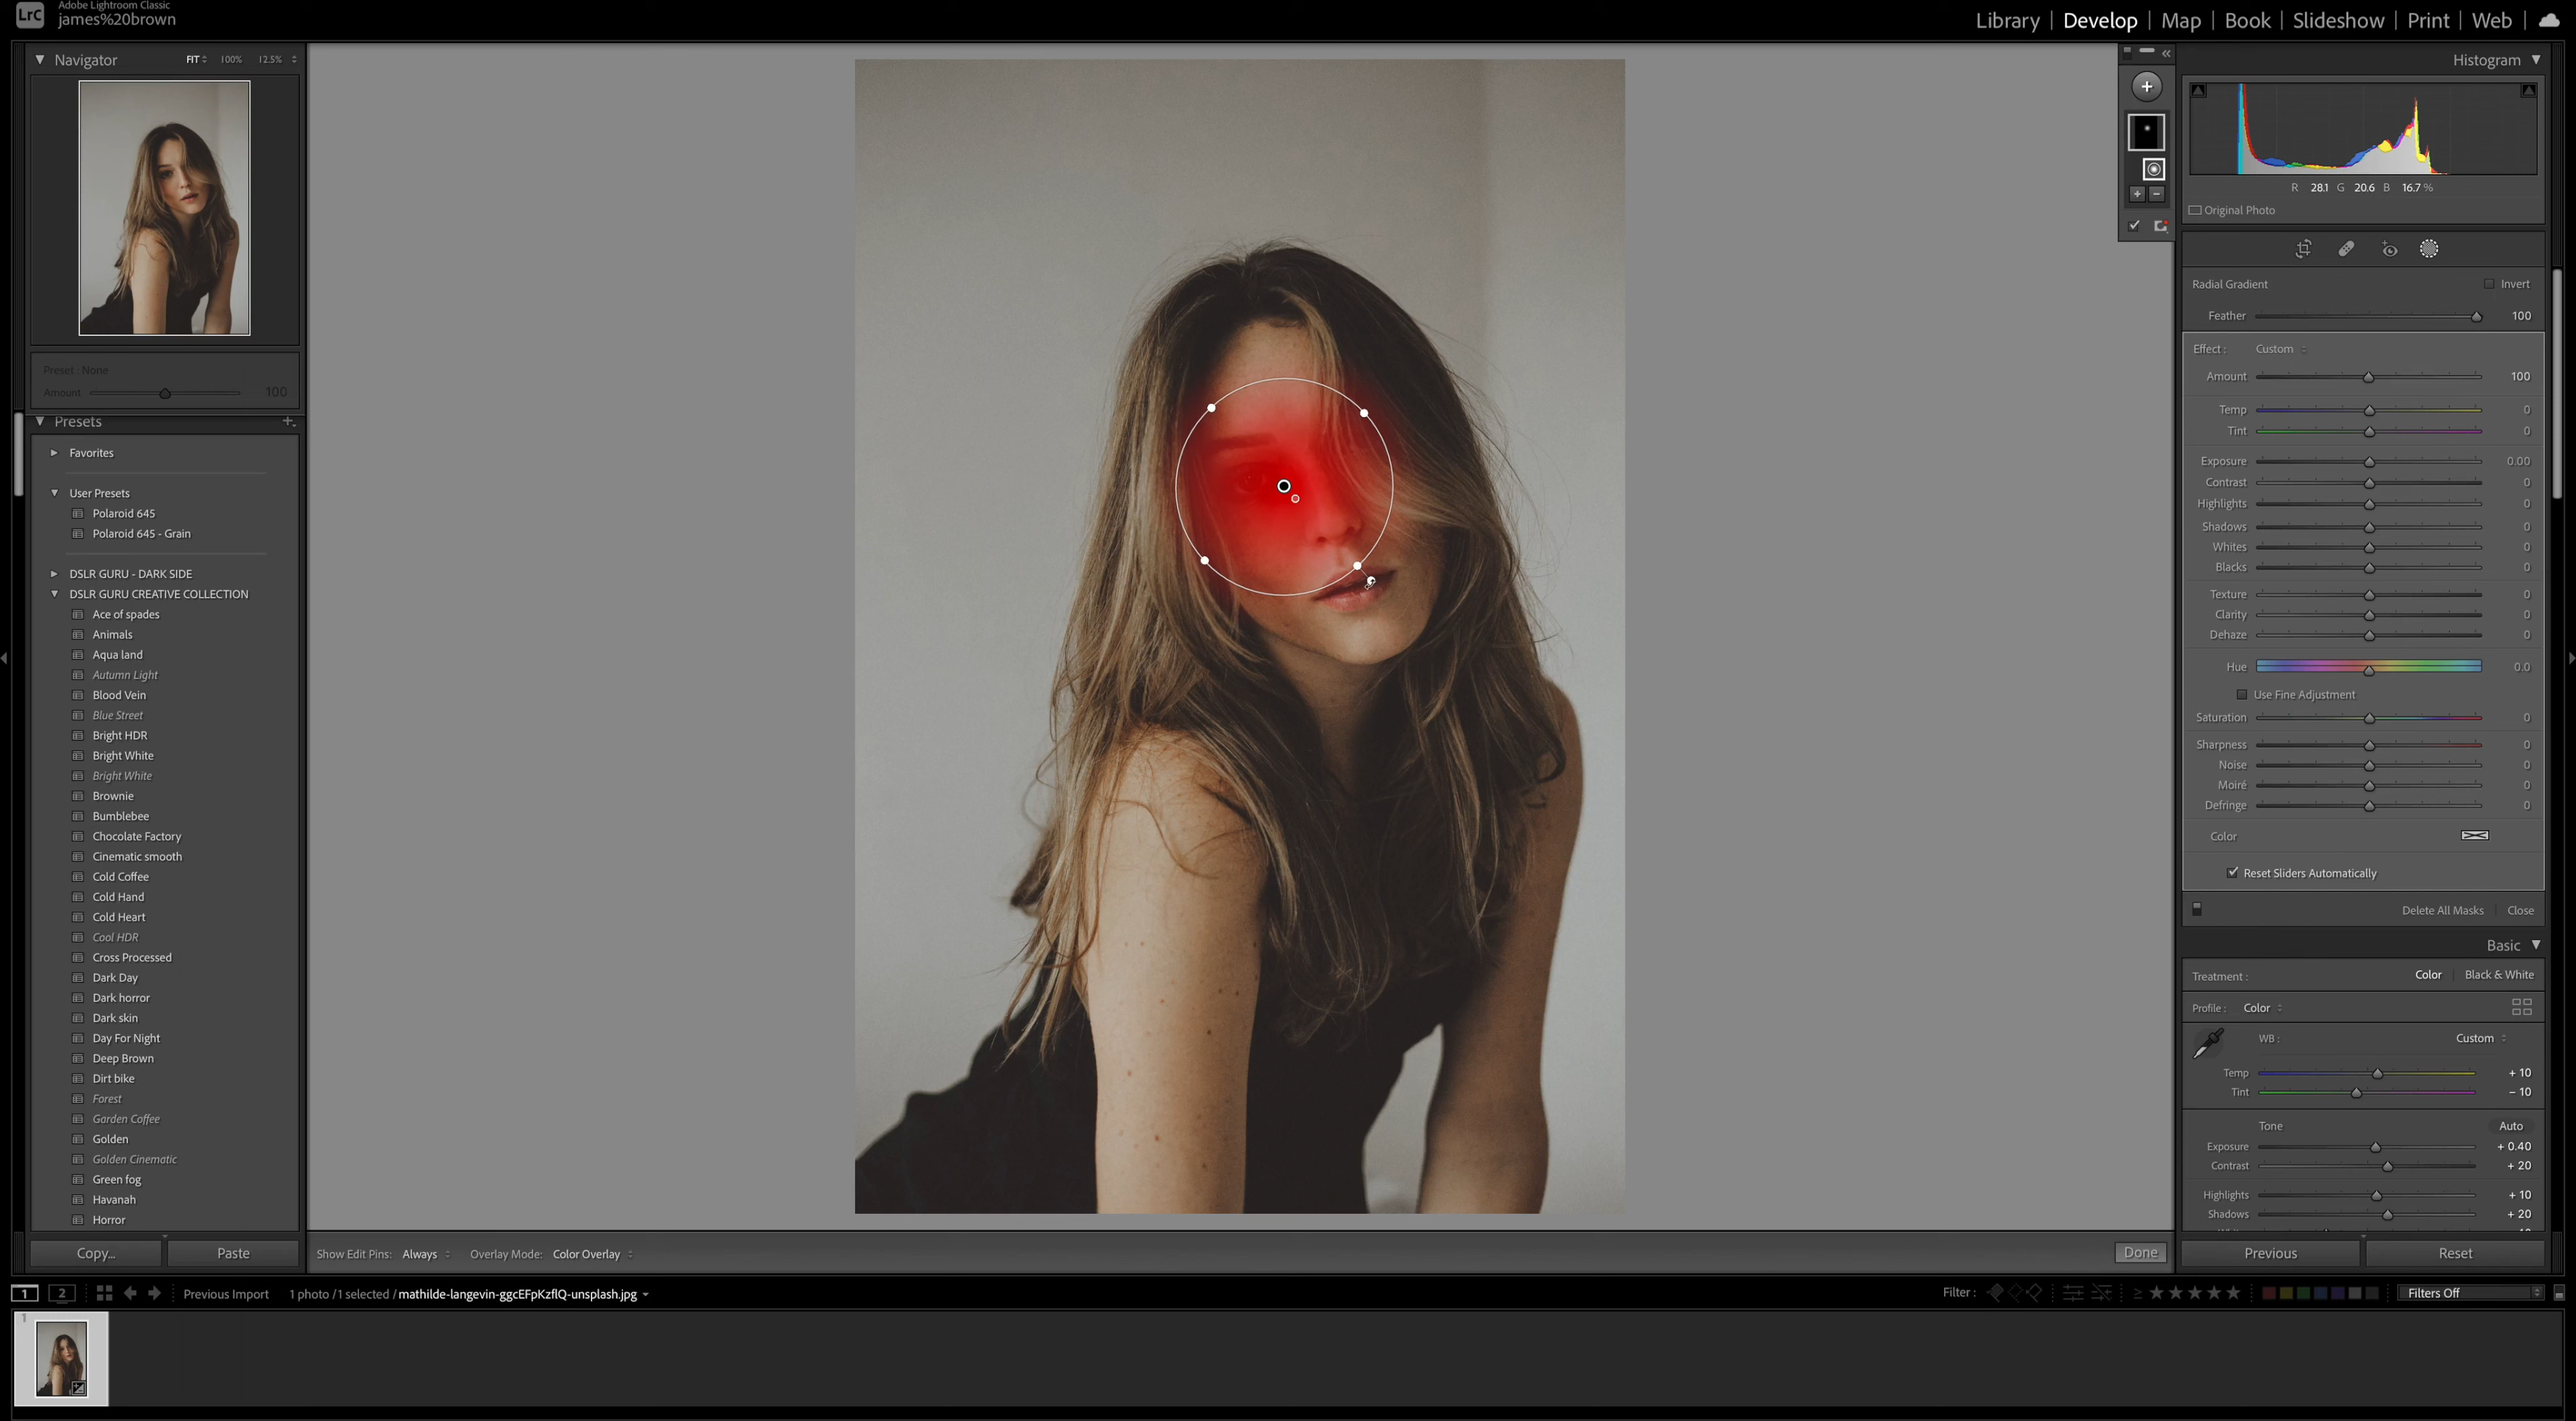 LrC
Adobe Lightroom Classic
james%20brown
Library | Develop | Map | Book | Slideshow | Print | Web
Navigator FIT 100% 12.5%
Preset : None
Amount 100
Presets
Favorites
User Presets
Polaroid 645
Polaroid 645 - Grain
DSLR GURU - DARK SIDE
DSLR GURU CREATIVE COLLECTION
Ace of spades
Animals
Aqua land
Autumn Light
Blood Vein
Blue Street
Bright HDR
Bright White
Bright White
Brownie
Bumblebee
Chocolate Factory
Cinematic smooth
Cold Coffee
Cold Hand
Cold Heart
Cool HDR
Cross Processed
Dark Day
Dark horror
Dark skin
Day For Night
Deep Brown
Dirt bike
Forest
Garden Coffee
Golden
Golden Cinematic
Green fog
Havanah
Horror
Copy... Paste
Show Edit Pins: Always Overlay Mode: Color Overlay
Done
Histogram
R 28.1 G 20.6 B 16.7 %
Original Photo
Radial Gradient Invert
Feather 100
Effect : Custom
Amount 100
Temp 0
Tint 0
Exposure 0.00
Contrast 0
Highlights 0
Shadows 0
Whites 0
Blacks 0
Texture 0
Clarity 0
Dehaze 0
Hue 0.0
Use Fine Adjustment
Saturation 0
Sharpness 0
Noise 0
Moiré 0
Defringe 0
Color
Reset Sliders Automatically
Delete All Masks Close
Basic
Treatment : Color | Black & White
Profile : Color
WB : Custom
Temp + 10
Tint – 10
Tone Auto
Exposure + 0.40
Contrast + 20
Highlights + 10
Shadows + 20
Previous Reset
1 2 Previous Import 1 photo / 1 selected / mathilde-langevin-ggcEFpKzflQ-unsplash.jpg
Filter : ≥ ★★★★★ Filters Off
1